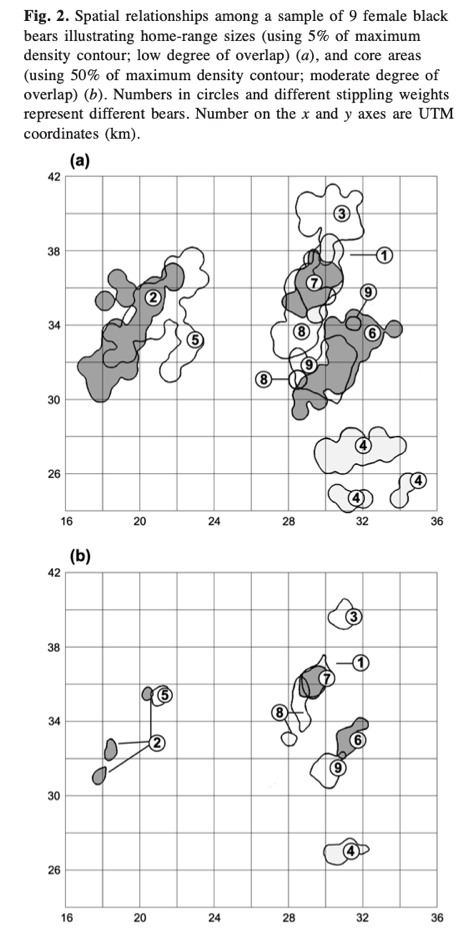 Fig. 2. Spatial relationships among a sample of 9 female black
bears illustrating home-range sizes (using 5% of maximum
density contour; low degree of overlap) (a), and core areas
(using 50% of maximum density contour; moderate degree of
overlap) (b). Numbers in circles and different stippling weights
represent different bears. Number on the x and y axes are UTM
coordinates (km).
(a)
42
3
38
1
7
2
9
34
8
6
5
9
8
30
4
26
4
4
16 20 24 28 32 36
(b)
42
3
38
1
7
5
8
34
6
2
9
30
4
26
16 20 24 28 32 36